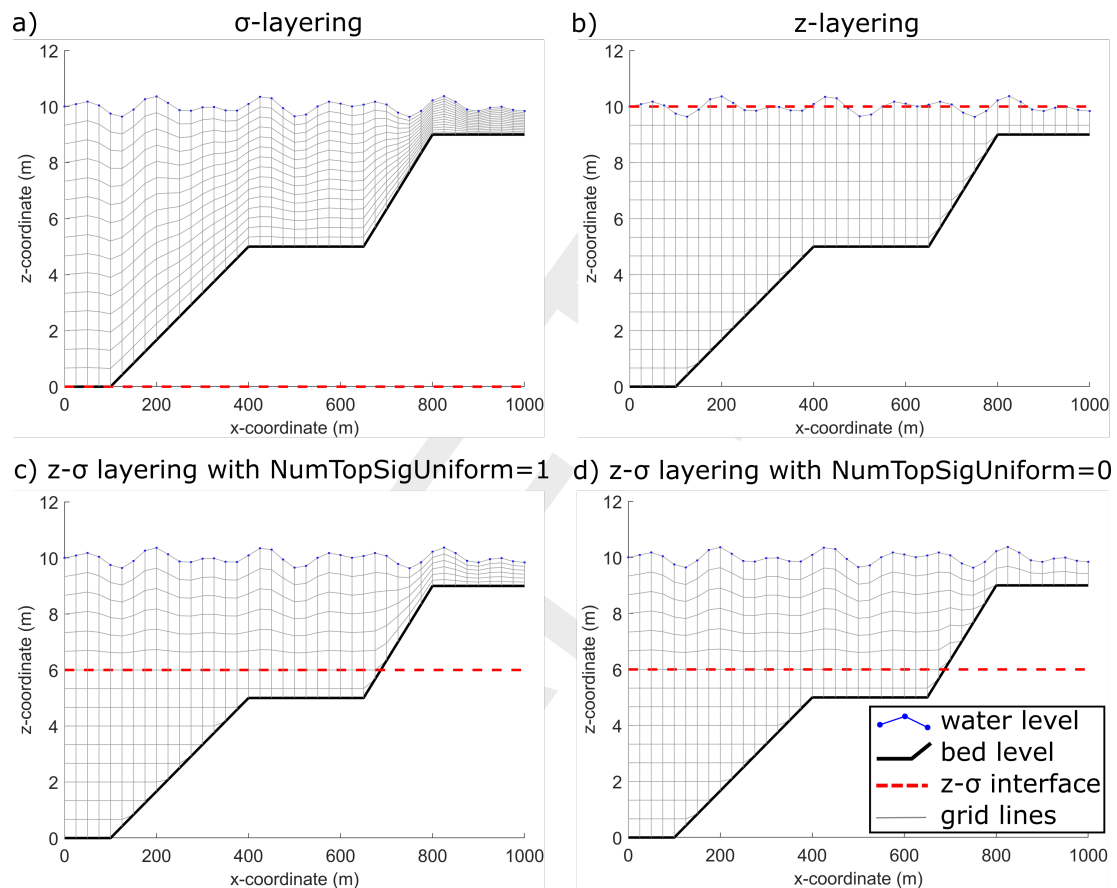 a) σ-layering
12
10
8
6
4
2
0
z-coordinate (m)
0 200 400 600 800 1000
x-coordinate (m)
b) z-layering
12
10
8
6
4
2
0
z-coordinate (m)
0 200 400 600 800 1000
x-coordinate (m)
c) z-σ layering with NumTopSigUniform=1
12
10
8
6
4
2
0
z-coordinate (m)
0 200 400 600 800 1000
x-coordinate (m)
d) z-σ layering with NumTopSigUniform=0
12
10
8
6
4
2
0
z-coordinate (m)
0 200 400 600 800 1000
x-coordinate (m)
water level
bed level
z-σ interface
grid lines